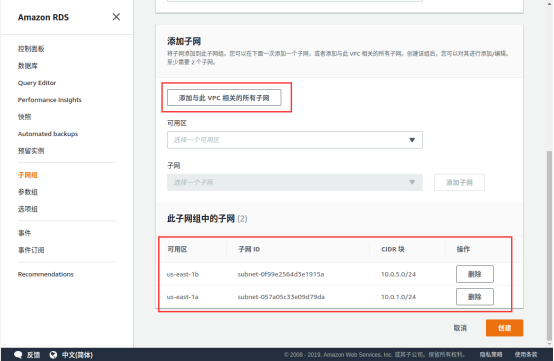 Amazon RDS
×
控制面板
数据库
Query Editor
Performance Insights
快照
Automated backups
预留实例
子网组
参数组
选项组
事件
事件订阅
Recommendations
添加子网
将子网添加到此子网组。您可以在下面一次添加一个子网，或者添加与此 VPC 相关的所有子网。创建该组后，您可以对其进行添加/编辑。
至少需要 2 个子网。
添加与此 VPC 相关的所有子网
可用区
选择一个可用区
子网
选择一个子网
添加子网
此子网组中的子网 (2)
可用区 子网 ID CIDR 块 操作
us-east-1b subnet-0f99e2564d3e1915a 10.0.5.0/24 删除
us-east-1a subnet-057a05c33e09d79da 10.0.1.0/24 删除
取消 创建
反馈 中文(简体) © 2008 - 2019, Amazon Web Services, Inc. 或其子公司。保留所有权利。 隐私策略 使用条款